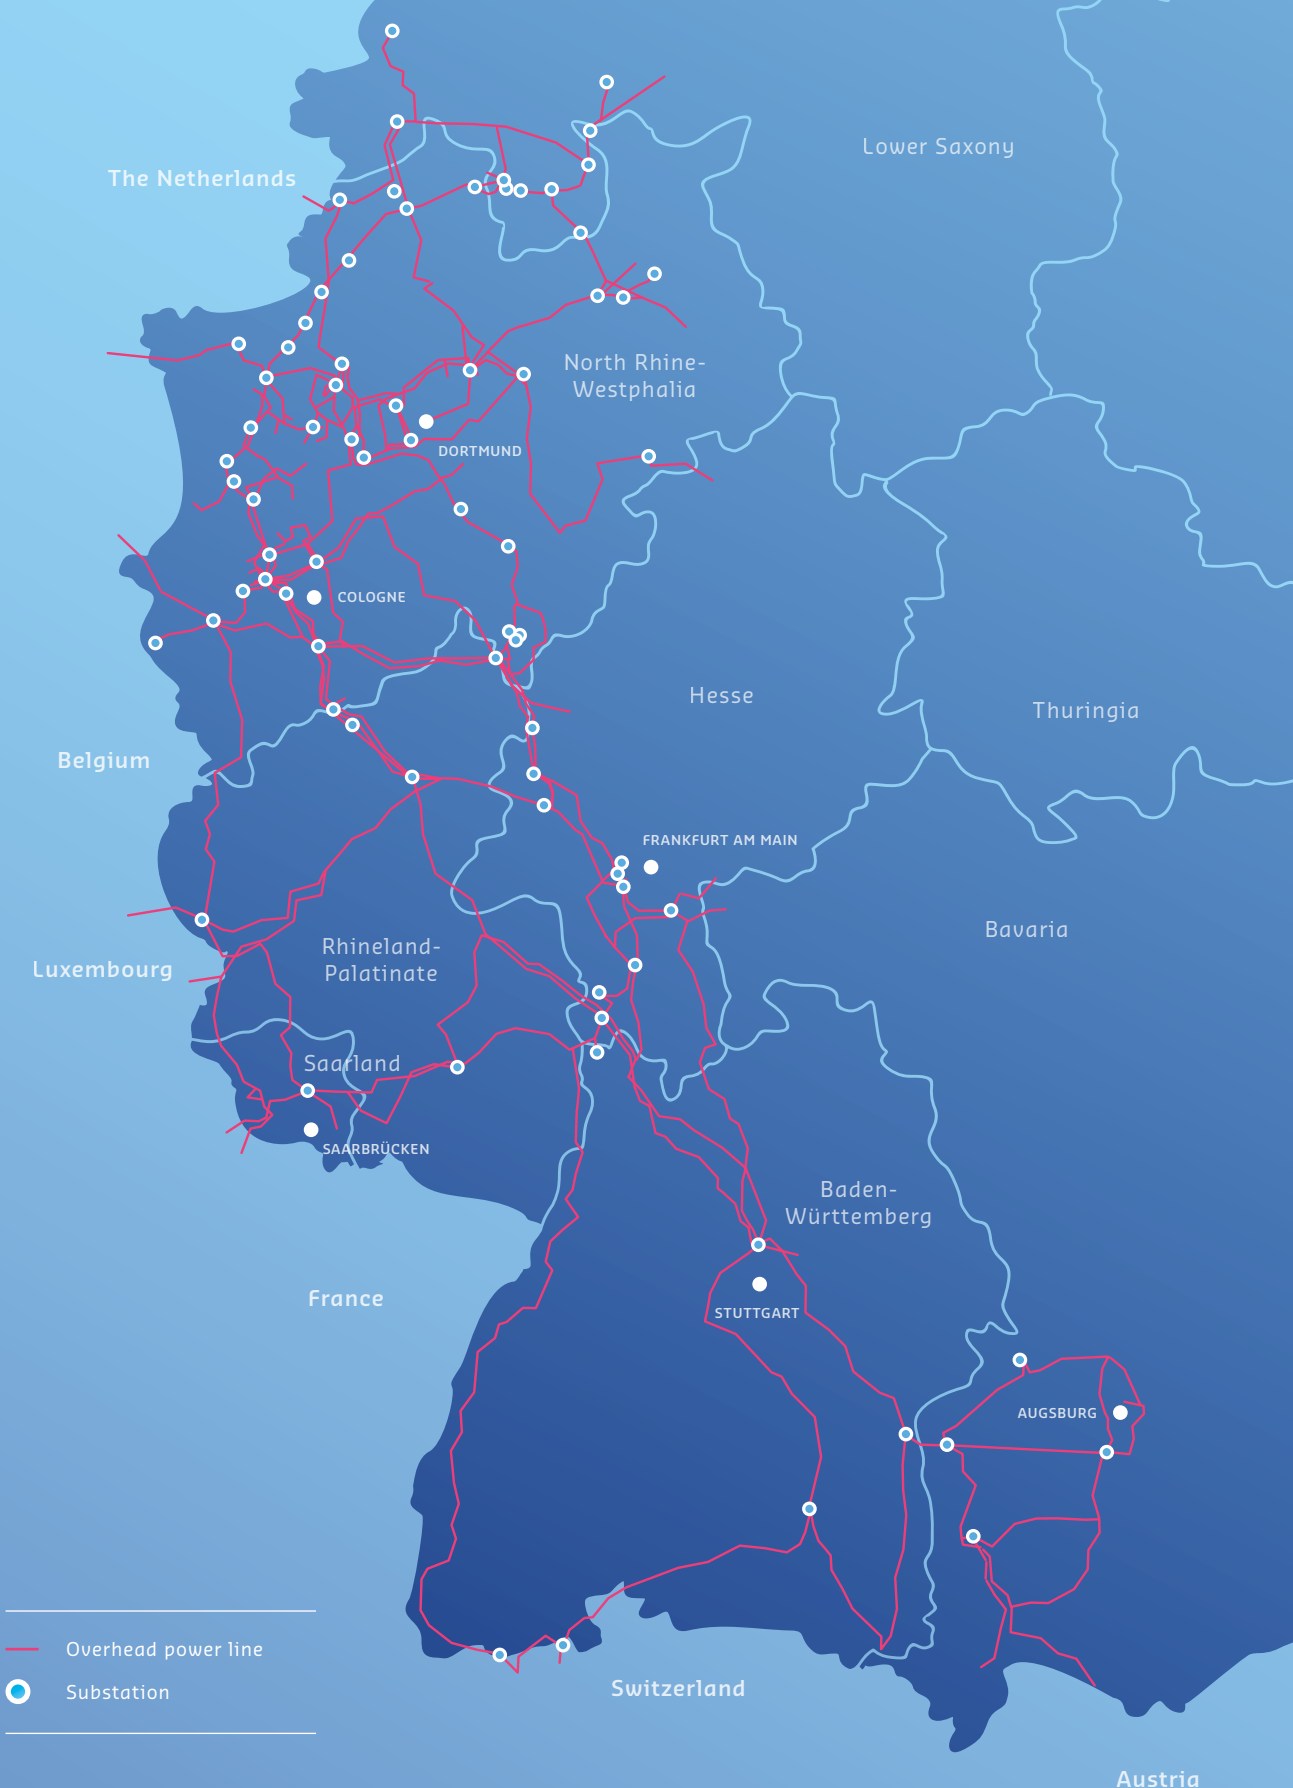 Lower Saxony
The Netherlands
North Rhine-
Westphalia
DORTMUND
COLOGNE
Hesse
Thuringia
Belgium
FRANKFURT AM MAIN
Bavaria
Rhineland-
Palatinate
Luxembourg
Saarland
SAARBRÜCKEN
Baden-
Württemberg
France
STUTTGART
AUGSBURG
Overhead power line
Substation
Switzerland
Austria